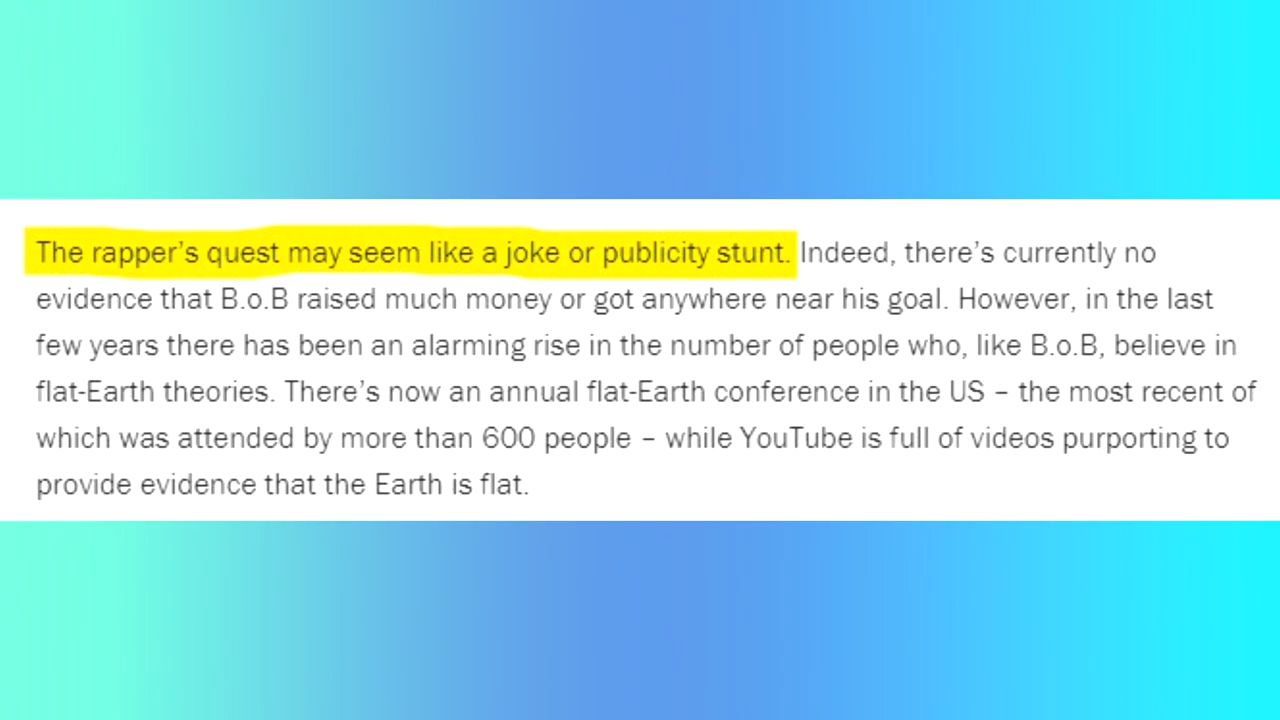 The rapper’s quest may seem like a joke or publicity stunt. Indeed, there’s currently no
evidence that B.o.B raised much money or got anywhere near his goal. However, in the last
few years there has been an alarming rise in the number of people who, like B.o.B, believe in
flat-Earth theories. There’s now an annual flat-Earth conference in the US – the most recent of
which was attended by more than 600 people – while YouTube is full of videos purporting to
provide evidence that the Earth is flat.